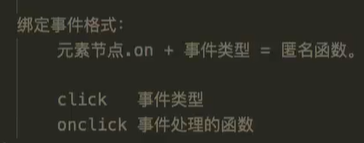 绑定事件格式:
元素节点.on + 事件类型 = 匿名函数。
click 事件类型
onclick 事件处理的函数